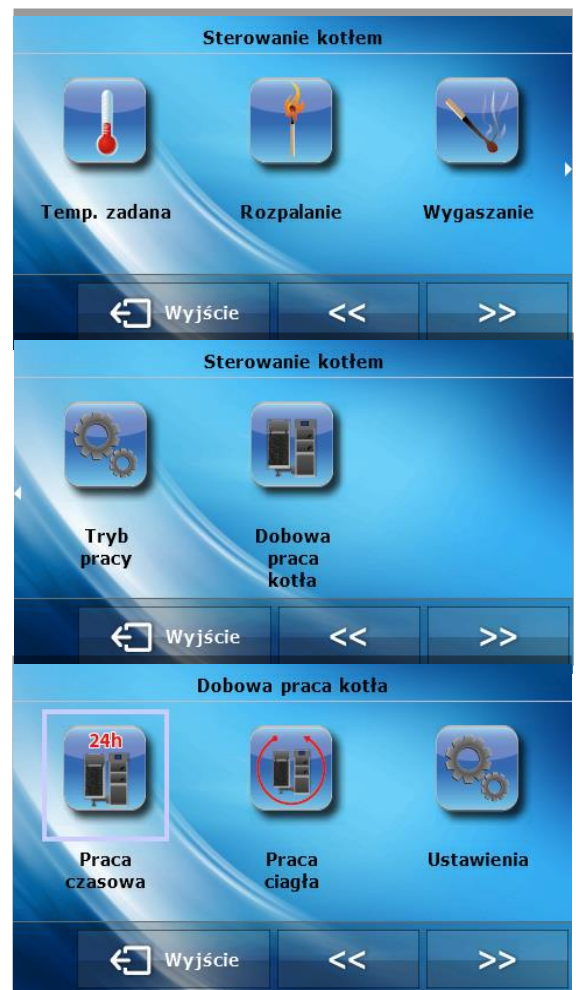 Sterowanie kotłem
Temp. zadana
Rozpalanie
Wygaszanie
Wyjście
<<
>>
Sterowanie kotłem
Tryb
pracy
Dobowa
praca
kotła
Wyjście
<<
>>
Dobowa praca kotła
24h
Praca
czasowa
Praca
ciagła
Ustawienia
Wyjście
<<
>>